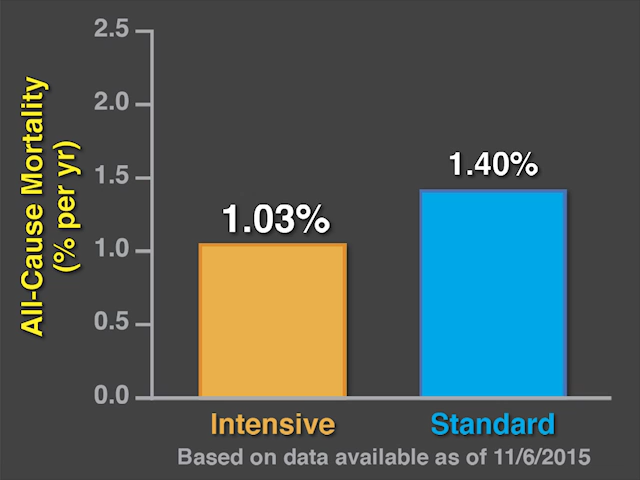 2.5
2.0
1.5
1.0
0.5
0.0
All-Cause Mortality
(% per yr)
1.03%
1.40%
Intensive
Standard
Based on data available as of 11/6/2015